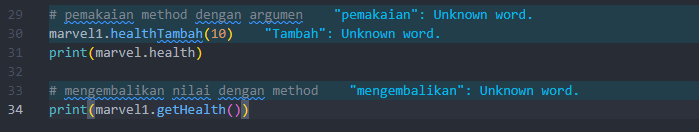 29 # pemakaian method dengan argumen "pemakaian": Unknown word.
30 marvel1.healthTambah(10) "Tambah": Unknown word.
31 print(marvel.health)
32
33 # mengembalikan nilai dengan method "mengembalikan": Unknown word.
34 print(marvel1.getHealth())